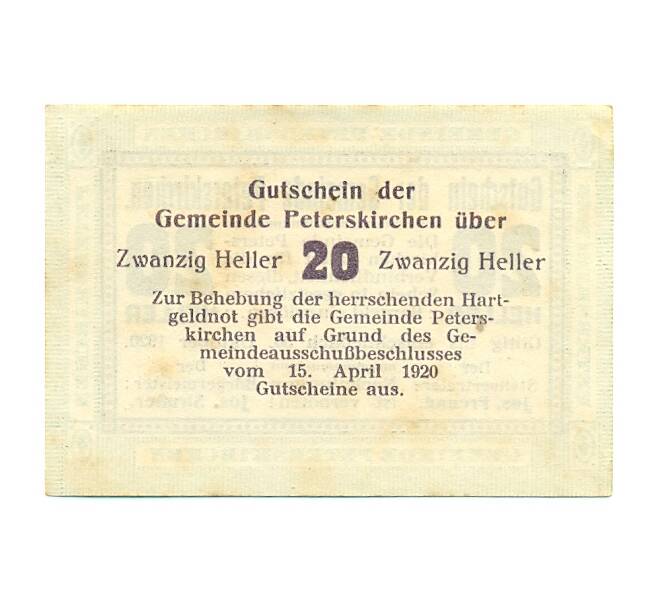 Gutschein der
Gemeinde Peterskirchen über
Zwanzig Heller 20 Zwanzig Heller
Zur Behebung der herrschenden Hart-
geldnot gibt die Gemeinde Peters-
kirchen auf Grund des Ge-
meindeausschußbeschlusses
vom 15. April 1920
Gutscheine aus.